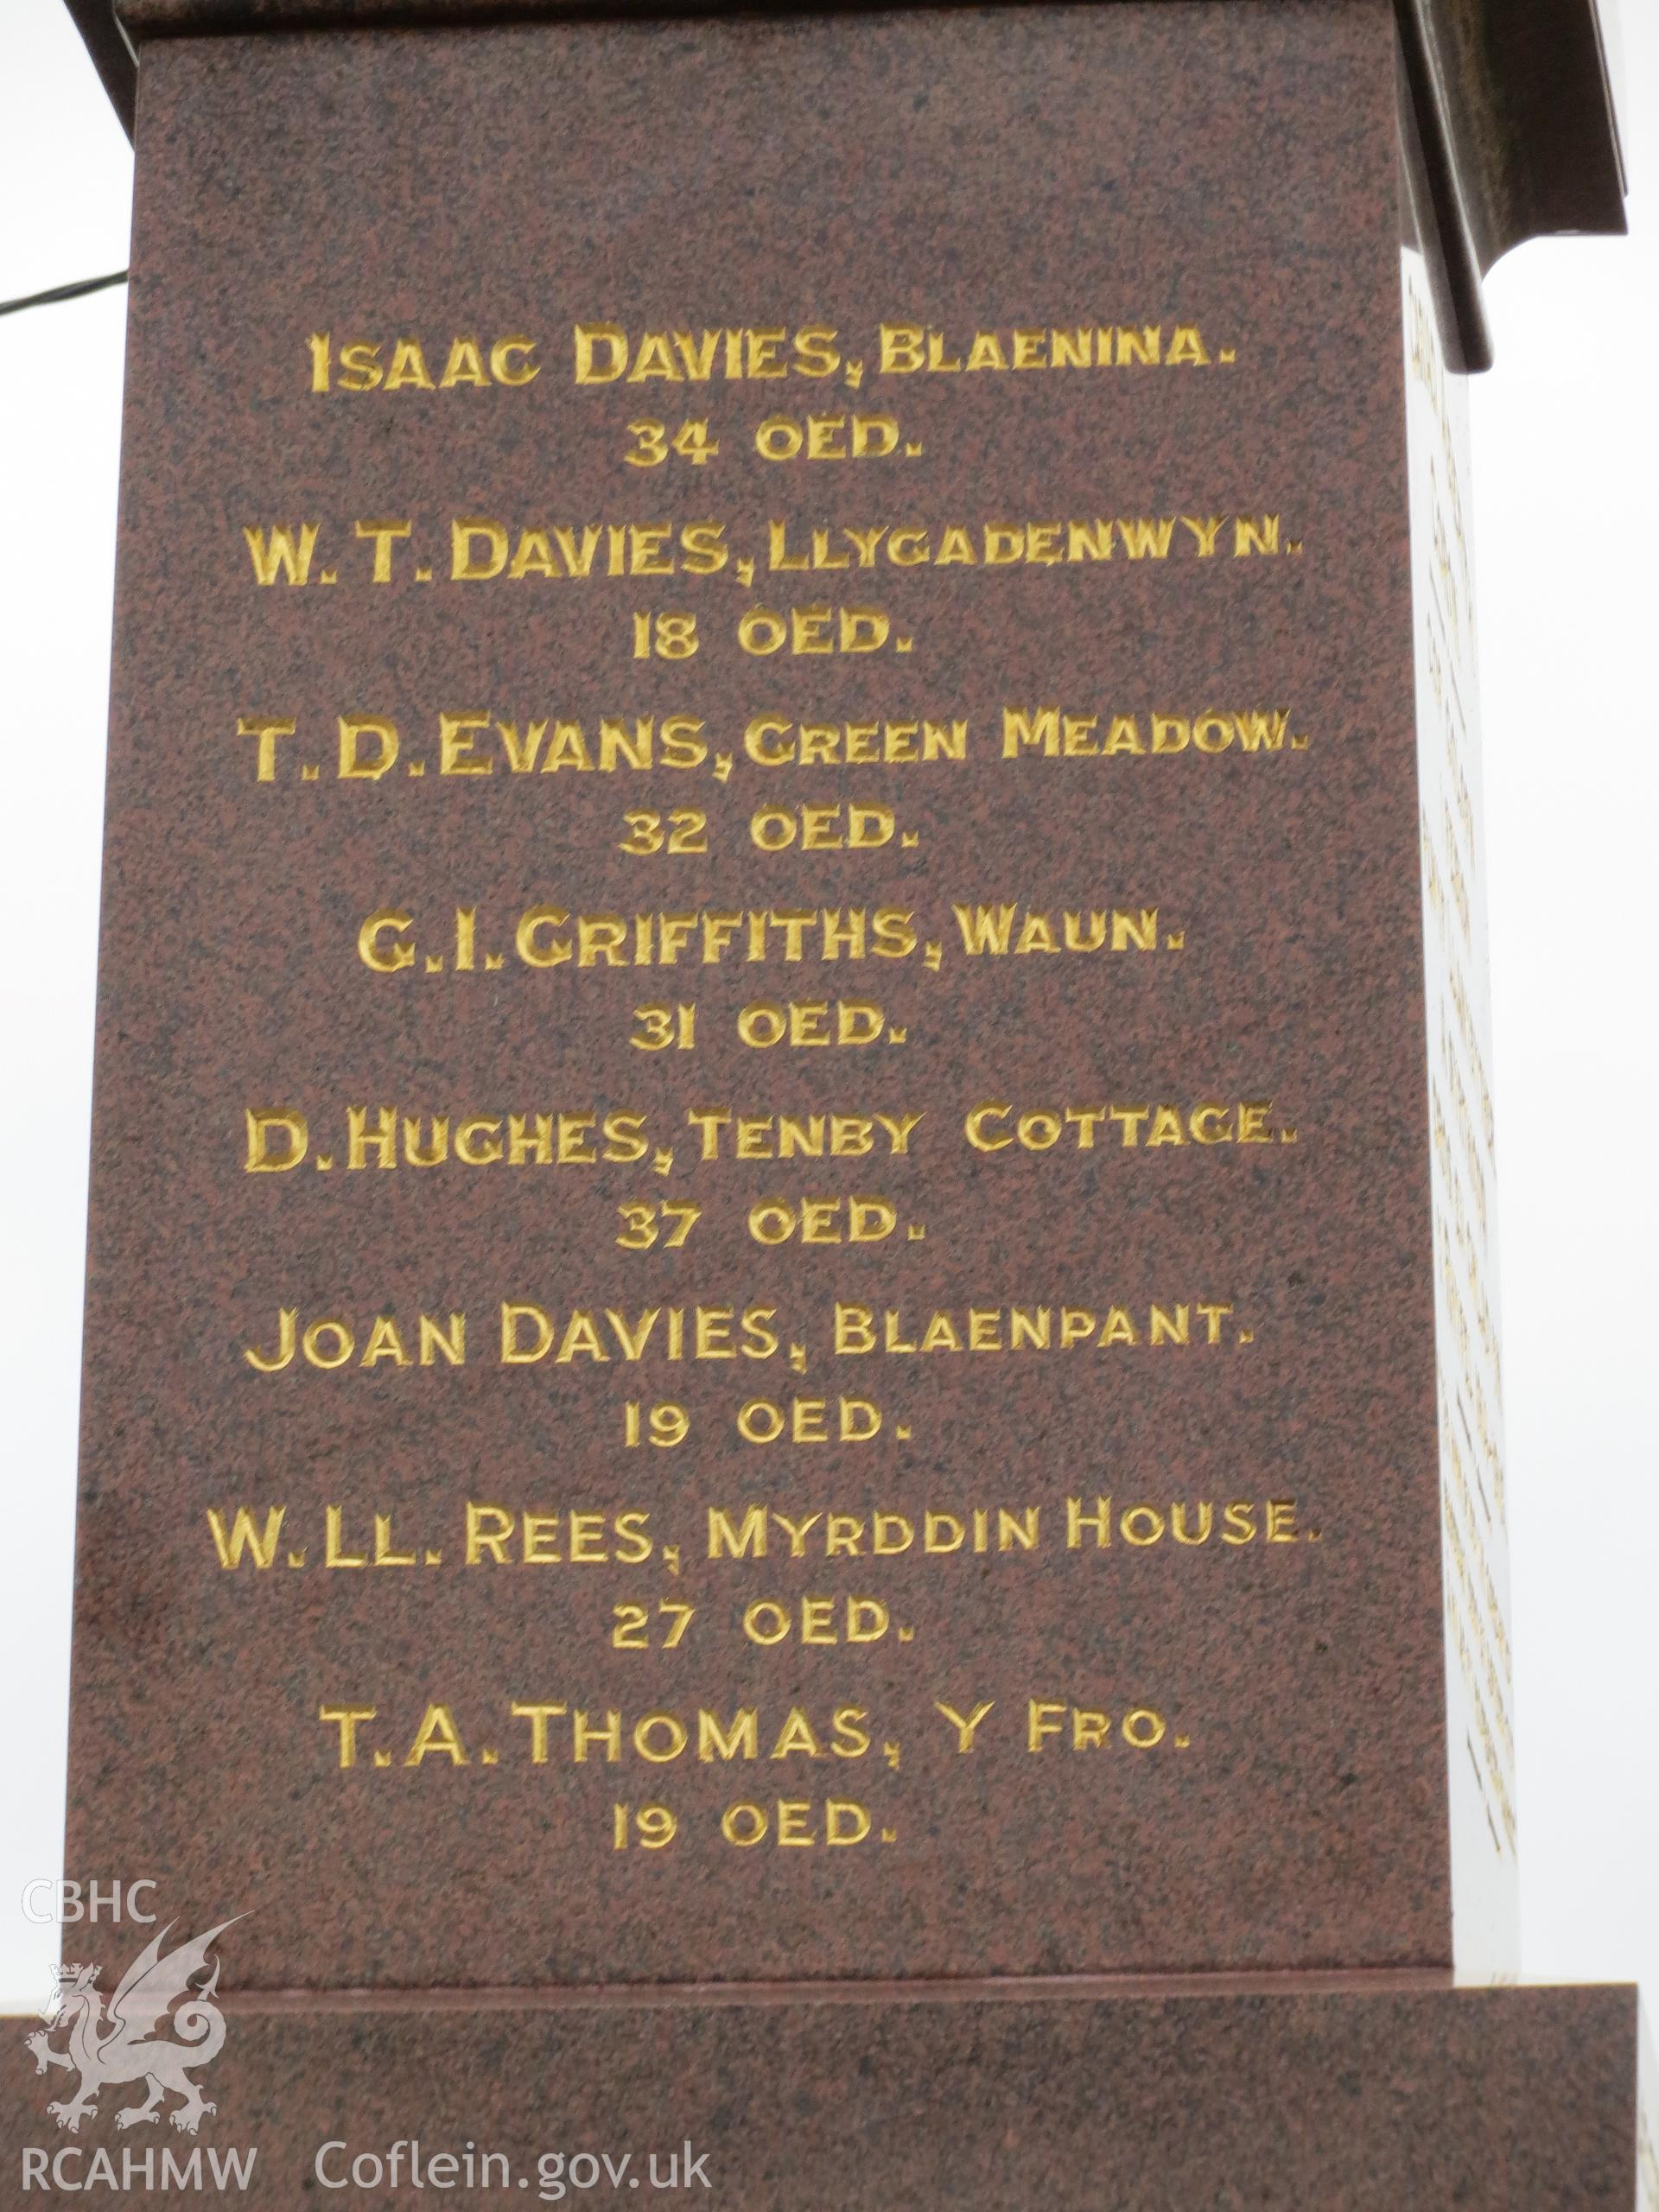 ISAAC DAVIES, BLAENINA.
34 OED.
W. T. DAVIES, LLYGADENWYN.
18 OED.
T. D. EVANS, GREEN MEADOW.
32 OED.
G. I. GRIFFITHS, WAUN.
31 OED.
D. HUGHES, TENBY COTTAGE.
37 OED.
JOAN DAVIES, BLAENPANT.
19 OED.
W. LL. REES, MYRDDIN HOUSE.
27 OED.
T. A. THOMAS, Y FRO.
19 OED.
CBHC
RCAHMW Coflein.gov.uk